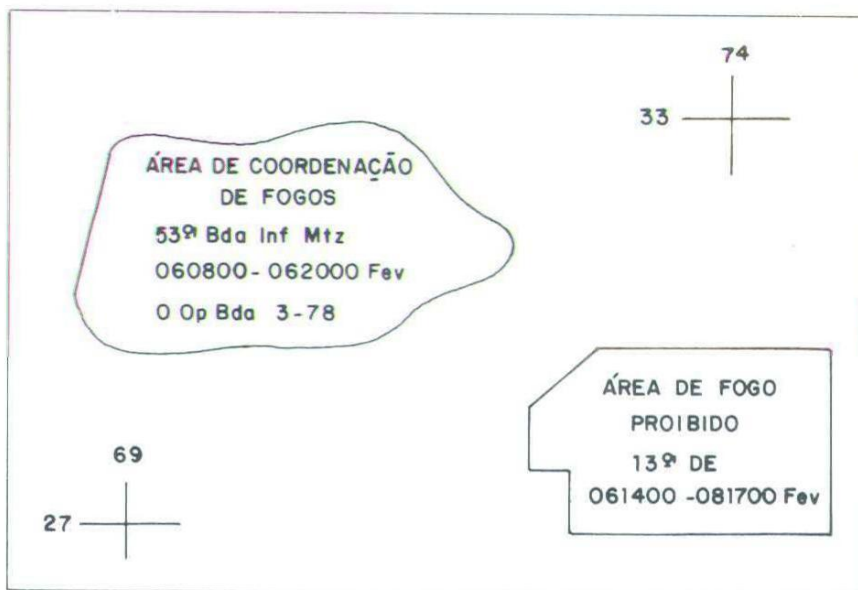 74
33
ÁREA DE COORDENAÇÃO
DE FOGOS
53ª Bda Inf Mtz
060800 - 062000 Fev
O Op Bda 3-78
ÁREA DE FOGO
PROIBIDO
13ª DE
061400 -081700 Fev
69
27